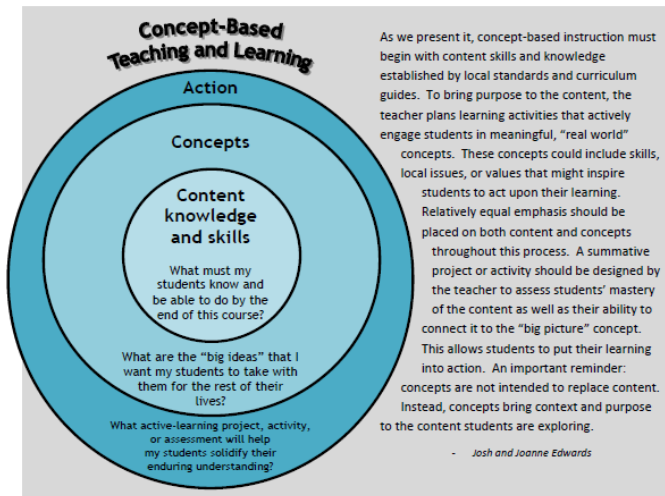 Concept-Based
Teaching and Learning
Action
Concepts
Content
knowledge
and skills
What must my
students know and
be able to do by the
end of this course?
What are the "big ideas" that I
want my students to take with
them for the rest of their
lives?
What active-learning project, activity,
or assessment will help
my students solidify their
enduring understanding?
As we present it, concept-based instruction must
begin with content skills and knowledge
established by local standards and curriculum
guides. To bring purpose to the content, the
teacher plans learning activities that actively
engage students in meaningful, "real world"
concepts. These concepts could include skills,
local issues, or values that might inspire
students to act upon their learning.
Relatively equal emphasis should be
placed on both content and concepts
throughout this process. A summative
project or activity should be designed by
the teacher to assess students' mastery
of the content as well as their ability to
connect it to the "big picture" concept.
This allows students to put their learning
into action. An important reminder:
concepts are not intended to replace content.
Instead, concepts bring context and purpose
to the content students are exploring.
- Josh and Joanne Edwards